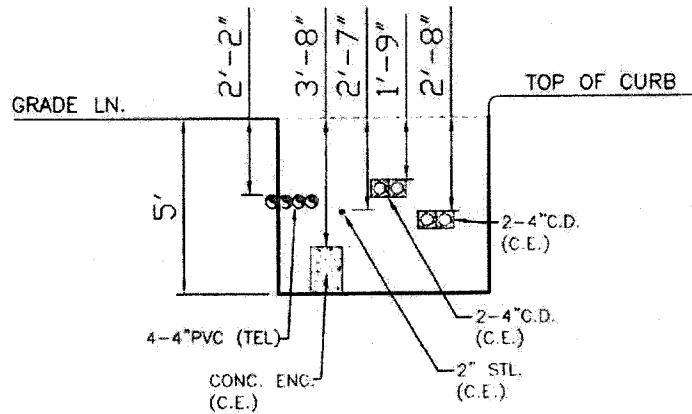 2'-2"
3'-8"
2'-7"
1'-9"
2'-8"
GRADE LN.
TOP OF CURB
5'
2-4"C.D.
(C.E.)
4-4"PVC (TEL)
2-4"C.D.
(C.E.)
CONC. ENC.
(C.E.)
2" STL.
(C.E.)